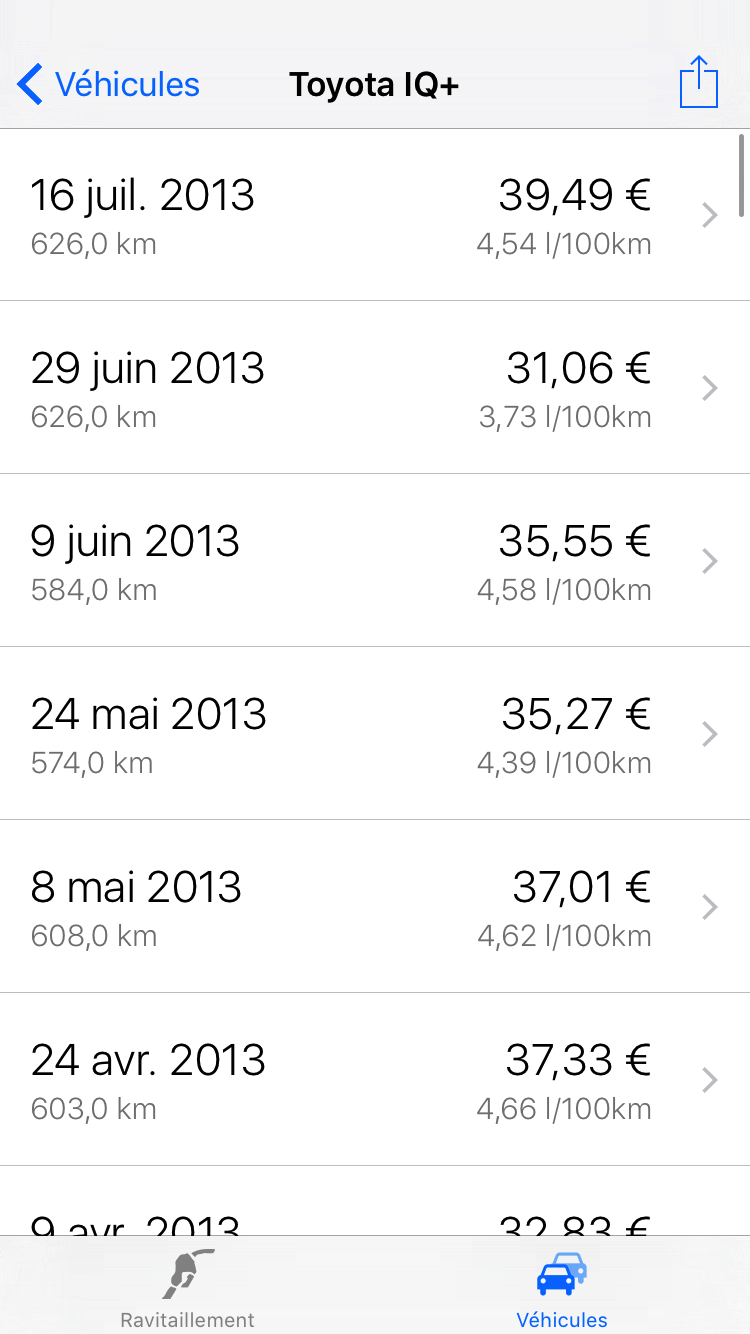 Véhicules
Toyota IQ+
16 juil. 2013 39,49 €
626,0 km 4,54 l/100km
29 juin 2013 31,06 €
626,0 km 3,73 l/100km
9 juin 2013 35,55 €
584,0 km 4,58 l/100km
24 mai 2013 35,27 €
574,0 km 4,39 l/100km
8 mai 2013 37,01 €
608,0 km 4,62 l/100km
24 avr. 2013 37,33 €
603,0 km 4,66 l/100km
9 avr. 2013 32,83 €
Ravitaillement
Véhicules